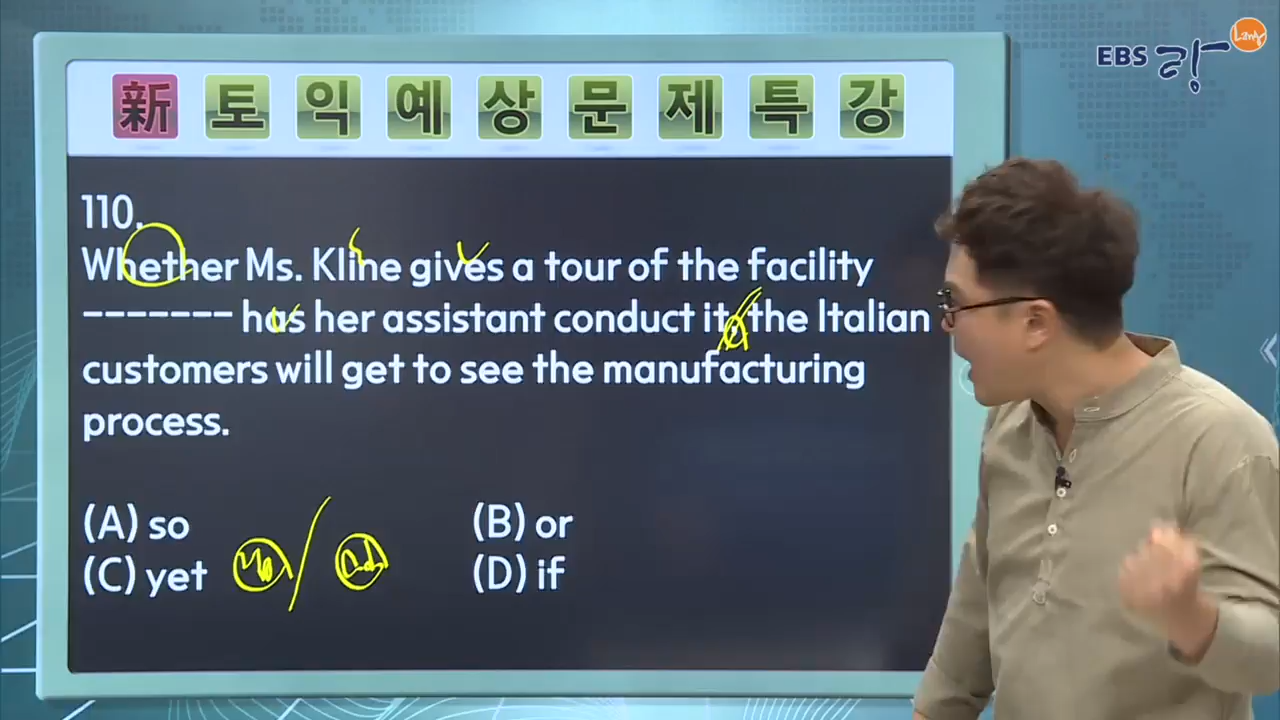 EBS 랑
Lang
新토익예상문제특강
110.
Whether Ms. Kline gives a tour of the facility
------- has her assistant conduct it, the Italian
customers will get to see the manufacturing
process.
(A) so
(B) or
(C) yet
(D) if